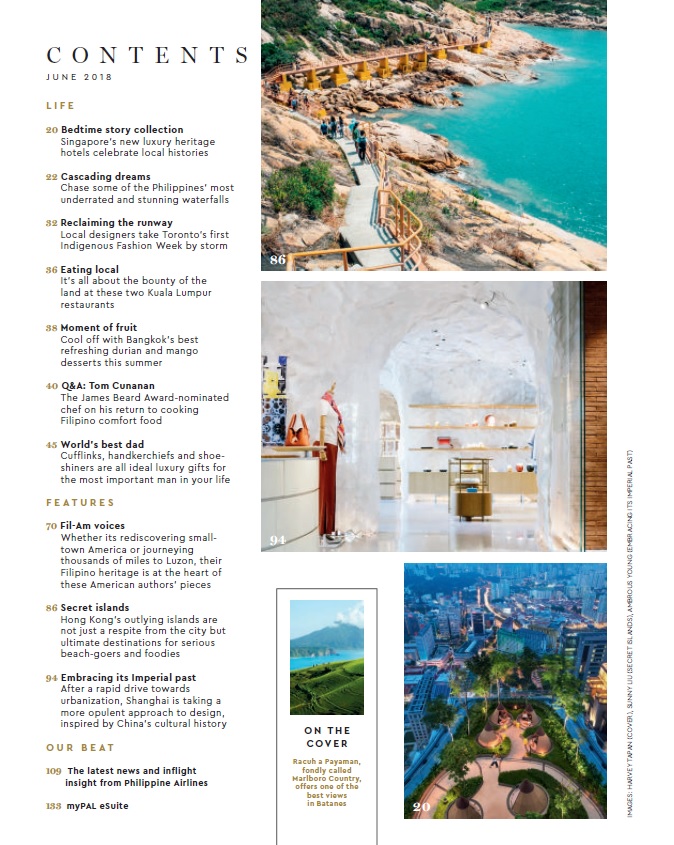 CONTENTS
JUNE 2018
LIFE
20 Bedtime story collection
Singapore's new luxury heritage
hotels celebrate local histories
22 Cascading dreams
Chase some of the Philippines' most
underrated and stunning waterfalls
32 Reclaiming the runway
Local designers take Toronto's first
Indigenous Fashion Week by storm
36 Eating local
It's all about the bounty of the
land at these two Kuala Lumpur
restaurants
38 Moment of fruit
Cool off with Bangkok's best
refreshing durian and mango
desserts this summer
40 Q&A: Tom Cunanan
The James Beard Award-nominated
chef on his return to cooking
Filipino comfort food
45 World's best dad
Cufflinks, handkerchiefs and shoe-
shiners are all ideal luxury gifts for
the most important man in your life
FEATURES
70 Fil-Am voices
Whether its rediscovering small-
town America or journeying
thousands of miles to Luzon, their
Filipino heritage is at the heart of
these American authors' pieces
86 Secret islands
Hong Kong's outlying islands are
not just a respite from the city but
ultimate destinations for serious
beach-goers and foodies
94 Embracing its Imperial past
After a rapid drive towards
urbanization, Shanghai is taking a
more opulent approach to design,
inspired by China's cultural history
OUR BEAT
109 The latest news and inflight
insight from Philippine Airlines
133 myPAL eSuite
86
94
ON THE
COVER
Racuh a Payaman,
fondly called
Marlboro Country,
offers one of the
best views
in Batanes
20
IMAGES: HARVEY TAPAN (COVER), SUNNY LIU (SECRET ISLANDS), AMBROUS YOUNG (EMBRACING ITS IMPERIAL PAST)